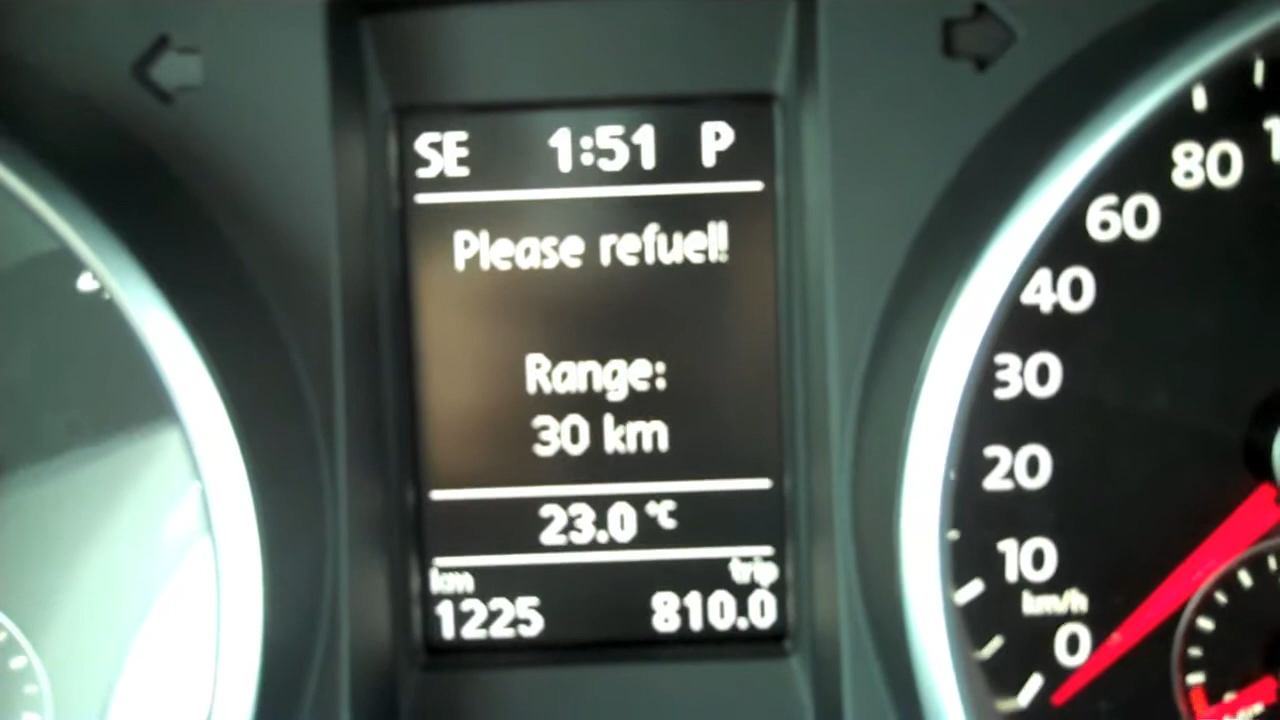 SE 1:51 P
Please refuel!
Range:
30 km
23.0 °C
km trip
1225 810.0
80
60
40
30
20
10
km/h
0